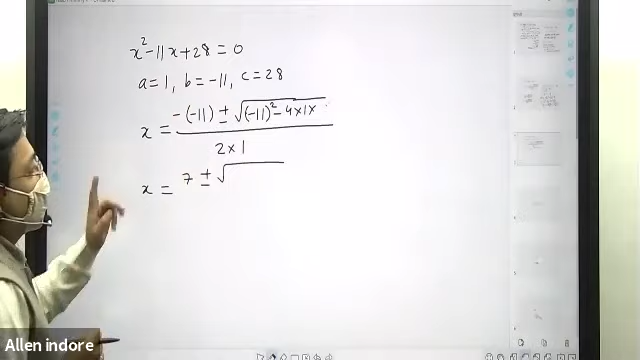 x² - 11x + 28 = 0
a = 1, b = -11, c = 28
x = -(-11) ± √(-11)² - 4×1×
2×1
x = 7 ± √
Allen indore